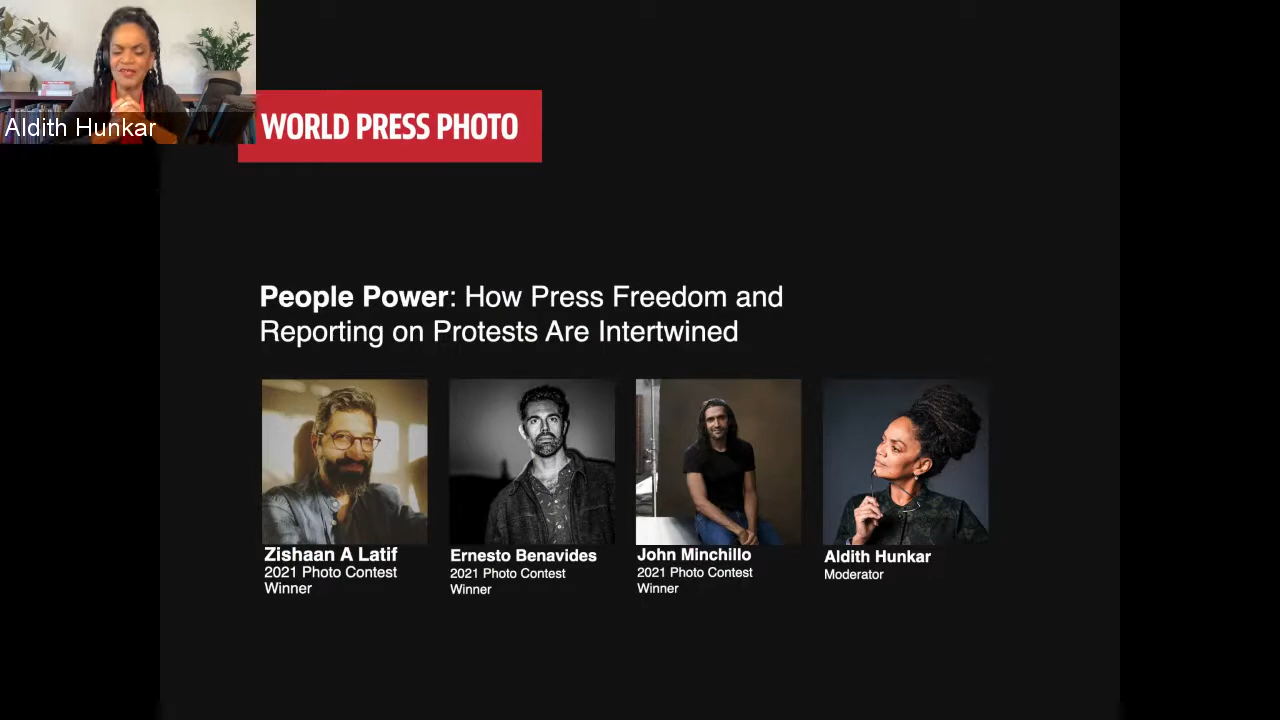 Aldith Hunkar
WORLD PRESS PHOTO
People Power: How Press Freedom and
Reporting on Protests Are Intertwined
Zishaan A Latif
2021 Photo Contest
Winner
Ernesto Benavides
2021 Photo Contest
Winner
John Minchillo
2021 Photo Contest
Winner
Aldith Hunkar
Moderator